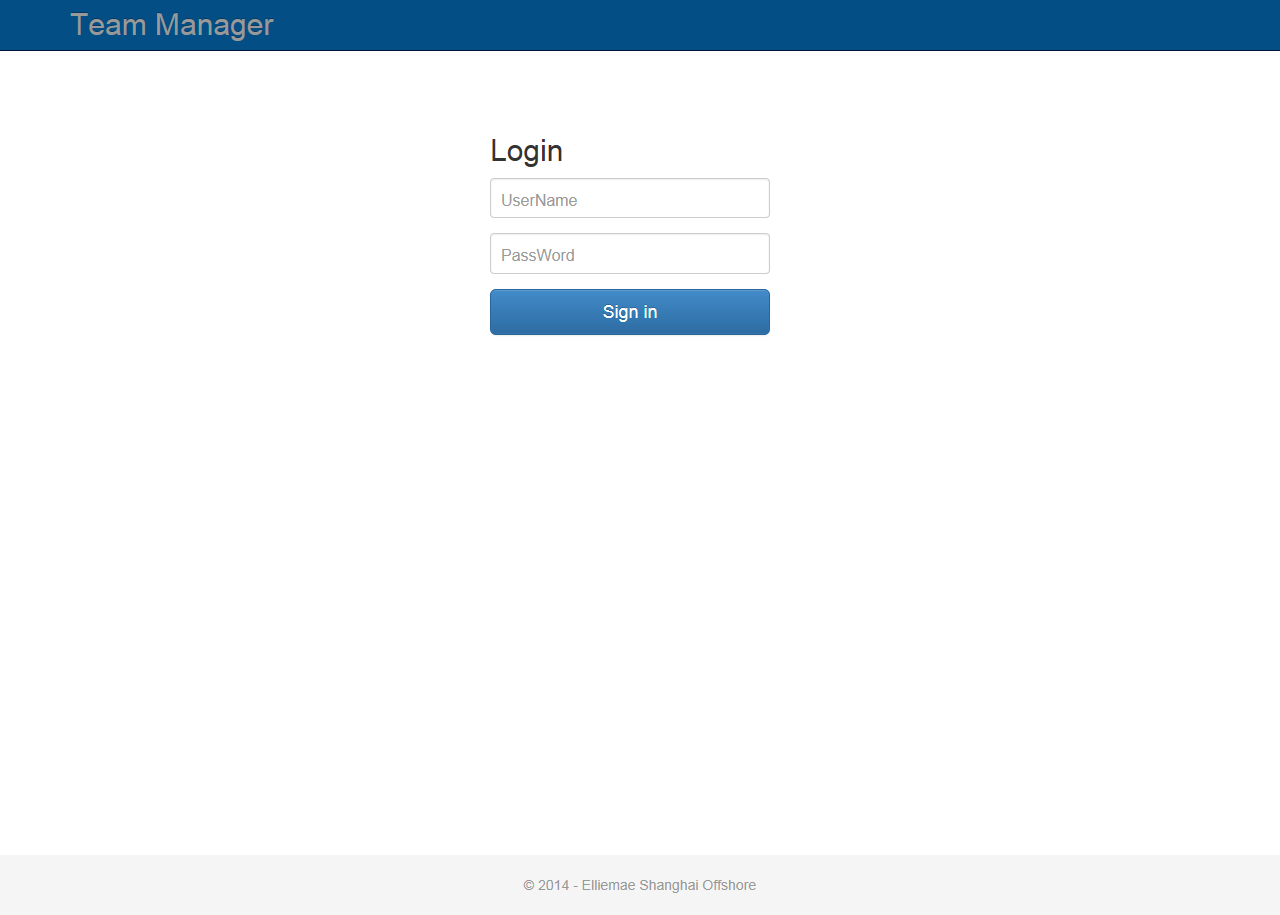 Team Manager
Login
UserName
PassWord
Sign in
© 2014 - Elliemae Shanghai Offshore